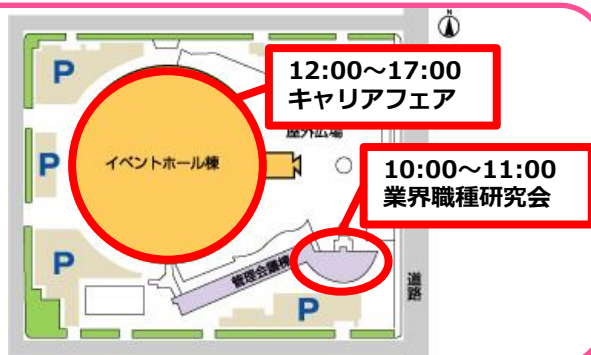 N
P
12:00～17:00
キャリアフェア
屋外広場
P
イベントホール棟
10:00～11:00
業界職種研究会
P
管理会議棟
道路
P